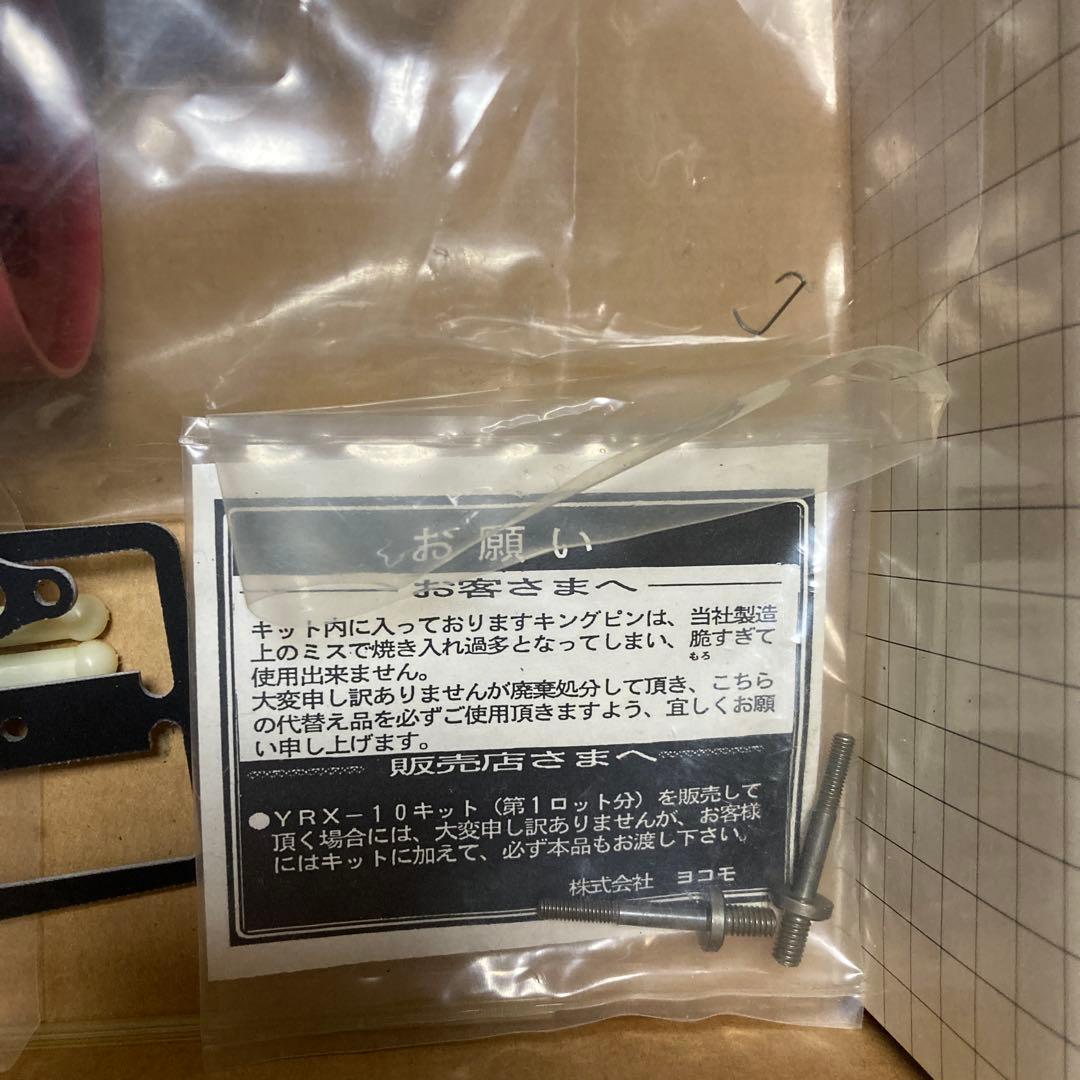 お願い
お客さまへ
キット内に入っておりますキングピンは、当社製造
上のミスで焼き入れ過多となってしまい、脆すぎて
もろ
使用出来ません。
大変申し訳ありませんが廃棄処分して頂き、こちら
の代替え品を必ずご使用頂きますよう、宜しくお願
い申し上げます。
販売店さまへ
●YRX-10キット（第1ロット分）を販売して
頂く場合には、大変申し訳ありませんが、お客様
にはキットに加えて、必ず本品もお渡し下さい。
株式会社 ヨコモ